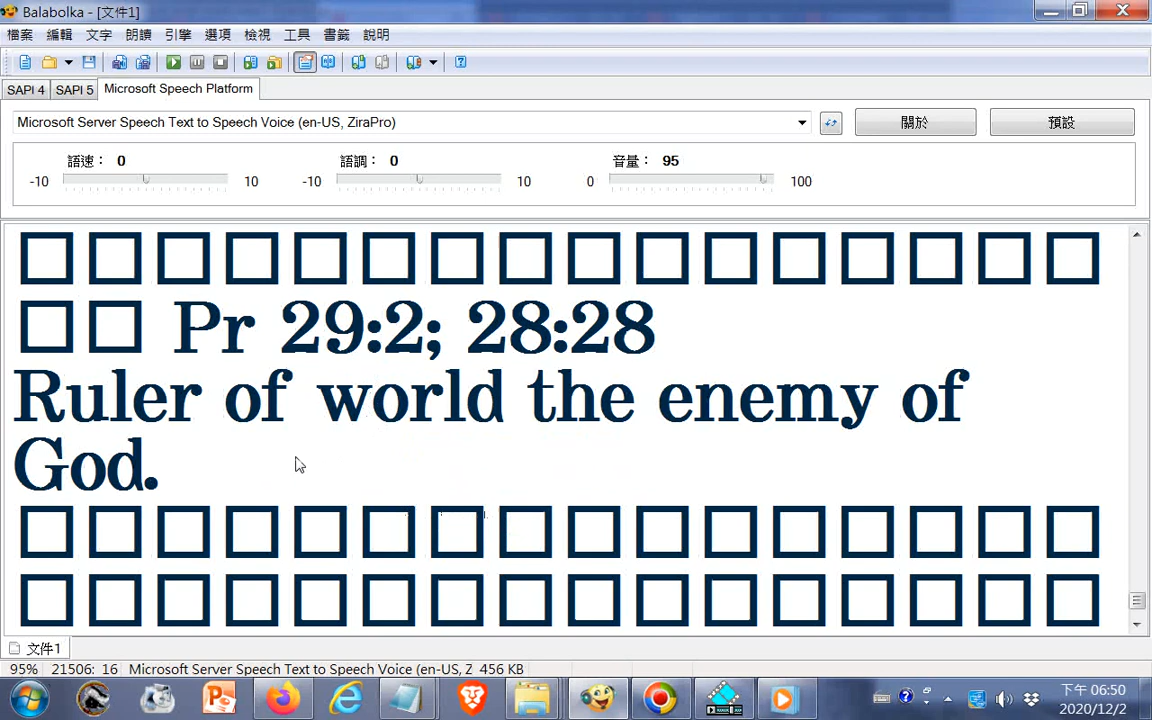 Balabolka - [文件1]
檔案 編輯 文字 朗讀 引擎 選項 檢視 工具 書籤 說明
SAPI 4 SAPI 5 Microsoft Speech Platform
Microsoft Server Speech Text to Speech Voice (en-US, ZiraPro) 關於 預設
語速： 0 語調： 0 音量： 95
-10 10 -10 10 0 100
□□□□□□□□□□□□□□□□
□□ Pr 29:2; 28:28
Ruler of world the enemy of
God.
□□□□□□□□□□□□□□□□
□□□□□□□□□□□□□□□□
文件1
95% 21506: 16 Microsoft Server Speech Text to Speech Voice (en-US, Z 456 KB
下午 06:50
2020/12/2